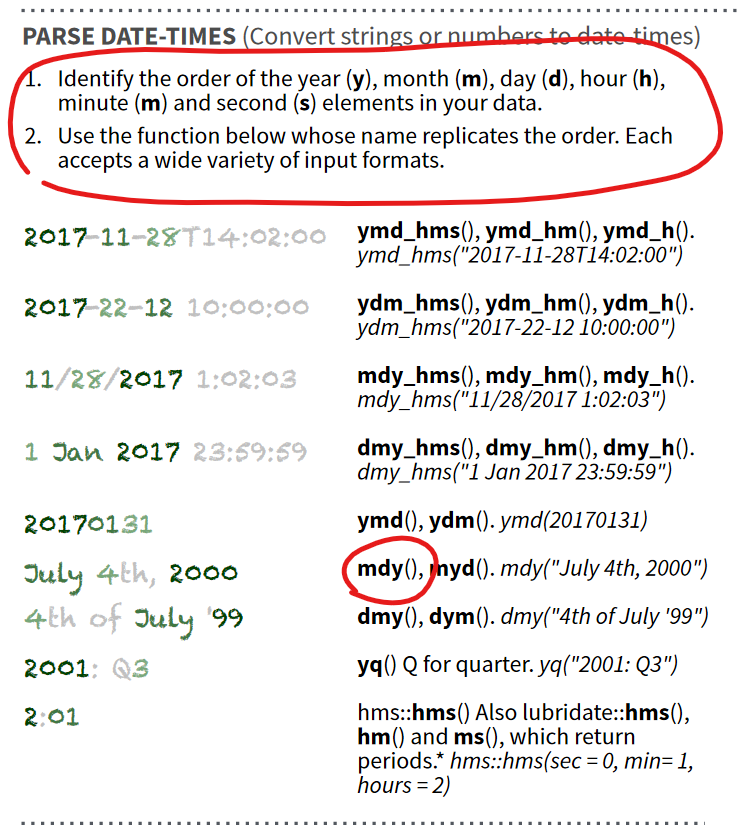 PARSE DATE-TIMES (Convert strings or numbers to date-times)
1. Identify the order of the year (y), month (m), day (d), hour (h),
minute (m) and second (s) elements in your data.
2. Use the function below whose name replicates the order. Each
accepts a wide variety of input formats.
2017-11-28T14:02:00
ymd_hms(), ymd_hm(), ymd_h().
ymd_hms("2017-11-28T14:02:00")
2017-22-12 10:00:00
ydm_hms(), ydm_hm(), ydm_h().
ydm_hms("2017-22-12 10:00:00")
11/28/2017 1:02:03
mdy_hms(), mdy_hm(), mdy_h().
mdy_hms("11/28/2017 1:02:03")
1 Jan 2017 23:59:59
dmy_hms(), dmy_hm(), dmy_h().
dmy_hms("1 Jan 2017 23:59:59")
20170131
ymd(), ydm(). ymd(20170131)
July 4th, 2000
mdy(), myd(). mdy("July 4th, 2000")
4th of July '99
dmy(), dym(). dmy("4th of July '99")
2001: Q3
yq() Q for quarter. yq("2001: Q3")
2:01
hms::hms() Also lubridate::hms(),
hm() and ms(), which return
periods.* hms::hms(sec = 0, min= 1,
hours = 2)